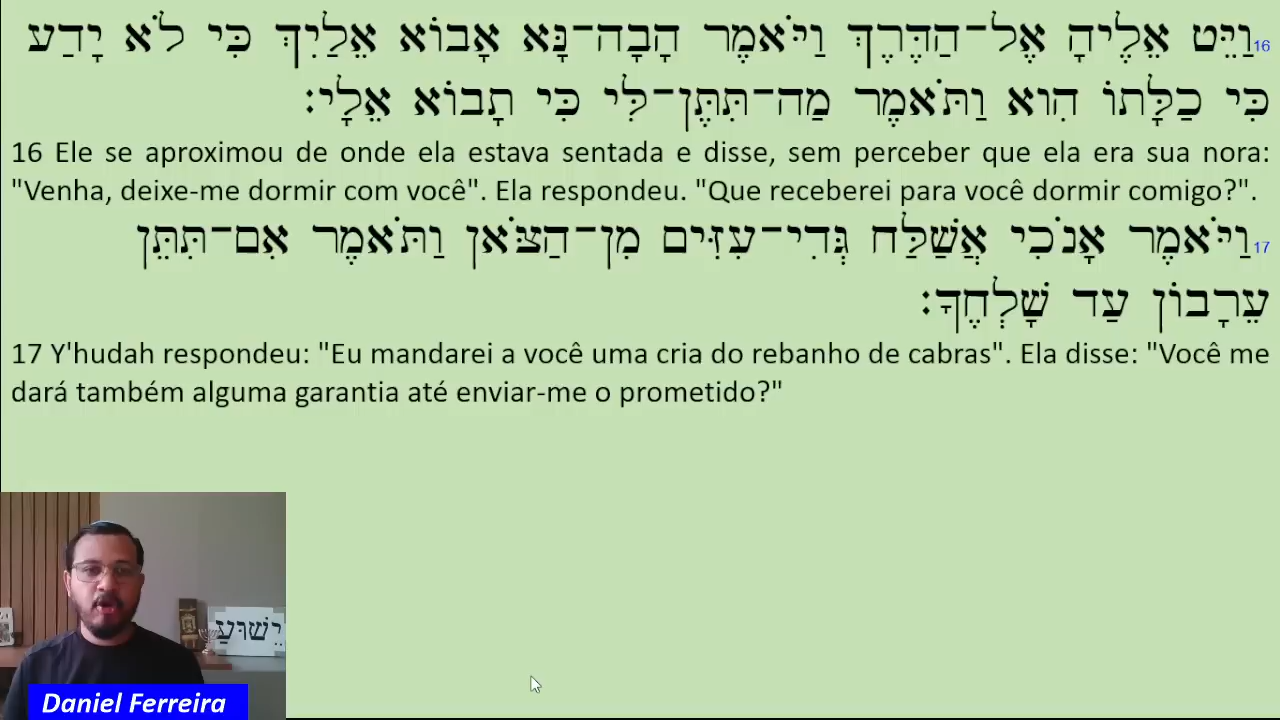 16 וַיֵּט אֵלֶיהָ אֶל־הַדֶּרֶךְ וַיֹּאמֶר הָבָה־נָּא אָבוֹא אֵלַיִךְ כִּי לֹא יָדַע
כִּי כַלָּתוֹ הִוא וַתֹּאמֶר מַה־תִּתֶּן־לִּי כִּי תָבוֹא אֵלָי׃
16 Ele se aproximou de onde ela estava sentada e disse, sem perceber que ela era sua nora:
"Venha, deixe-me dormir com você". Ela respondeu. "Que receberei para você dormir comigo?".
17 וַיֹּאמֶר אָנֹכִי אֲשַׁלַּח גְּדִי־עִזִּים מִן־הַצֹּאן וַתֹּאמֶר אִם־תִּתֵּן
עֵרָבוֹן עַד שָׁלְחֶךָ׃
17 Y'hudah respondeu: "Eu mandarei a você uma cria do rebanho de cabras". Ela disse: "Você me
dará também alguma garantia até enviar-me o prometido?"
יֵשׁוּעַ
Daniel Ferreira